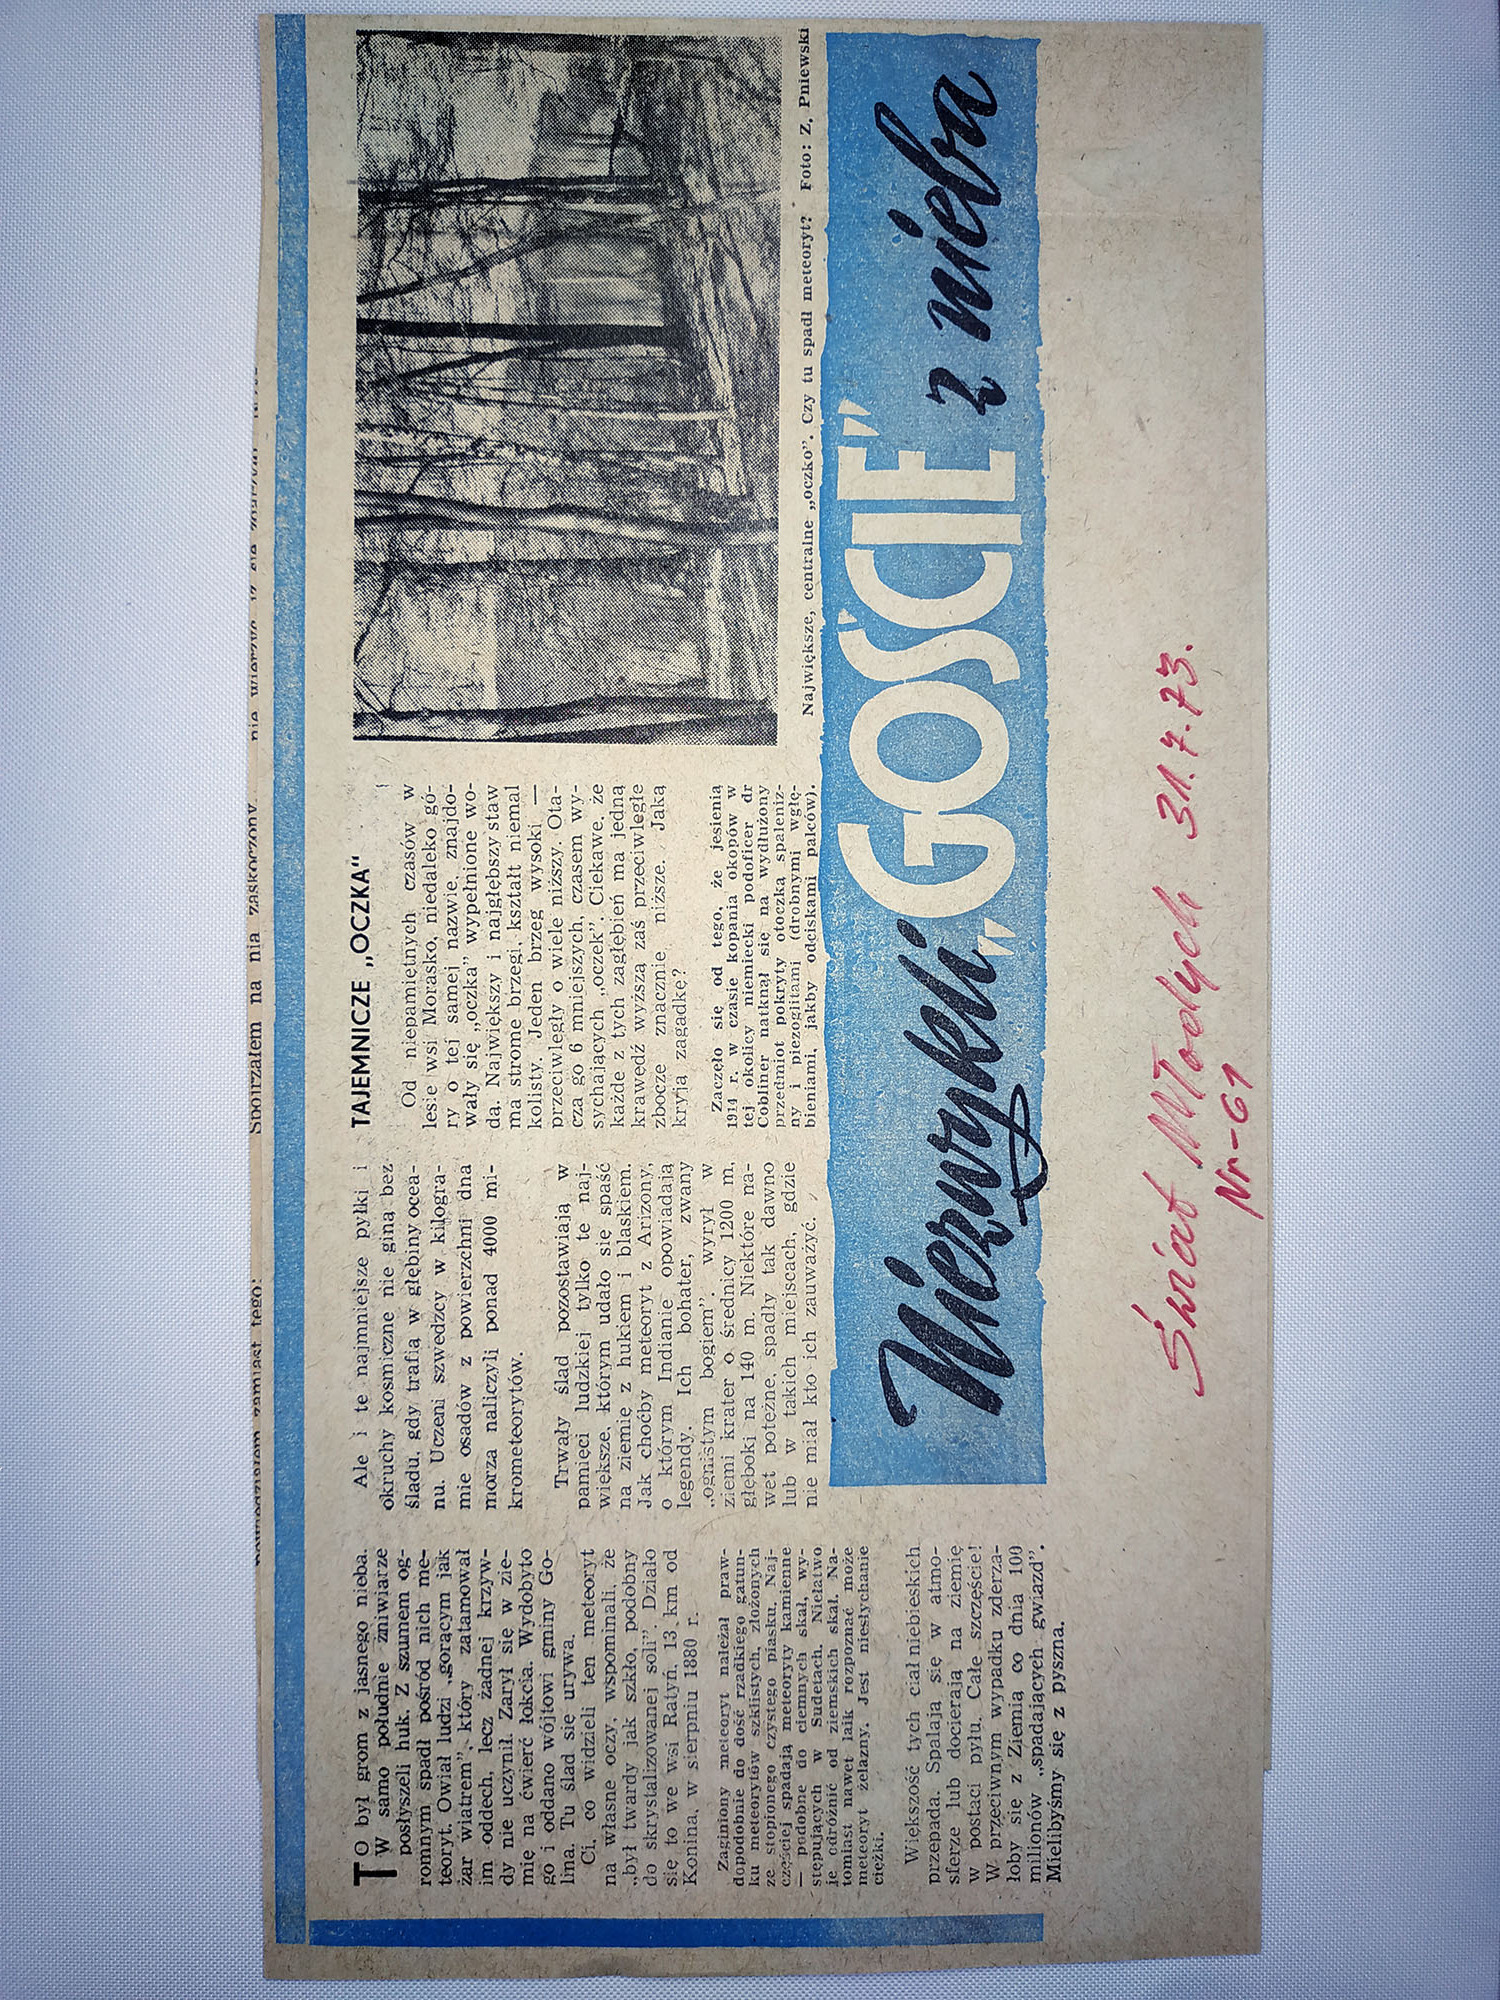 TO był grom z jasnego nieba.
W samo południe żniwiarze
posłyszeli huk. Z szumem og-
romnym spadł pośród nich me-
teoryt. Owiał ludzi „gorącym jak
żar wiatrem”, który zatamował
im oddech, lecz żadnej krzyw-
dy nie uczynił. Zarył się w zie-
mię na ćwierć łokcia. Wydobyto
go i oddano wójtowi gminy Go-
lina. Tu ślad się urywa.
Ci, co widzieli ten meteoryt
na własne oczy, wspominali, że
„był twardy jak szkło, podobny
do skrystalizowanej soli”. Działo
się to we wsi Ratyń, 13 km od
Konina, w sierpniu 1880 r.
Zaginiony meteoryt należał praw-
dopodobnie do dość rzadkiego gatun-
ku meteorytów szklistych, złożonych
ze stopionego czystego piasku. Naj-
częściej spadają meteoryty kamienne
— podobne do ciemnych skał, wy-
stępujących w Sudetach. Niełatwo
je odróżnić od ziemskich skał. Na-
tomiast nawet laik rozpoznać może
meteoryt żelazny. Jest niesłychanie
ciężki.
Większość tych ciał niebieskich
przepada. Spalają się w atmo-
sferze lub docierają na ziemię
w postaci pyłu. Całe szczęście!
W przeciwnym wypadku zderza-
łoby się z Ziemią co dnia 100
milionów „spadających gwiazd”.
Mielibyśmy się z pyszna.
Ale i te najmniejsze pyłki i
okruchy kosmiczne nie giną bez
śladu, gdy trafią w głębiny ocea-
nu. Uczeni szwedzcy w kilogra-
mie osadów z powierzchni dna
morza naliczyli ponad 4000 mi-
krometeorytów.
Trwały ślad pozostawiają w
pamięci ludzkiej tylko te naj-
większe, którym udało się spaść
na ziemię z hukiem i blaskiem.
Jak choćby meteoryt z Arizony,
o którym Indianie opowiadają
legendy. Ich bohater, zwany
„ognistym bogiem”, wyrył w
ziemi krater o średnicy 1200 m,
głęboki na 140 m. Niektóre na-
wet potężne, spadły tak dawno
lub w takich miejscach, gdzie
nie miał kto ich zauważyć.
TAJEMNICZE „OCZKA”
Od niepamiętnych czasów w
lesie wsi Morasko, niedaleko gó-
ry o tej samej nazwie, znajdo-
wały się „oczka” wypełnione wo-
dą. Największy i najgłębszy staw
ma strome brzegi, kształt niemal
kolisty. Jeden brzeg wysoki —
przeciwległy o wiele niższy. Ota-
cza go 6 mniejszych, czasem wy-
sychających „oczek”. Ciekawe, że
każde z tych zagłębień ma jedną
krawędź wyższą zaś przeciwległe
zbocze znacznie niższe. Jaką
kryją zagadkę?
Zaczęło się od tego, że jesienią
1914 r. w czasie kopania okopów w
tej okolicy niemiecki podoficer dr
Cobliner natknął się na wydłużony
przedmiot pokryty otoczką spaleniz-
ny i piezoglitami (drobnymi wgłę-
bieniami, jakby odciskami palców).
Największe, centralne „oczko”. Czy tu spadł meteoryt? Foto: Z. Pniewski
Niezwykli „GOŚCIE” z nieba
Świat Młodych 31.7.73.
Nr-61